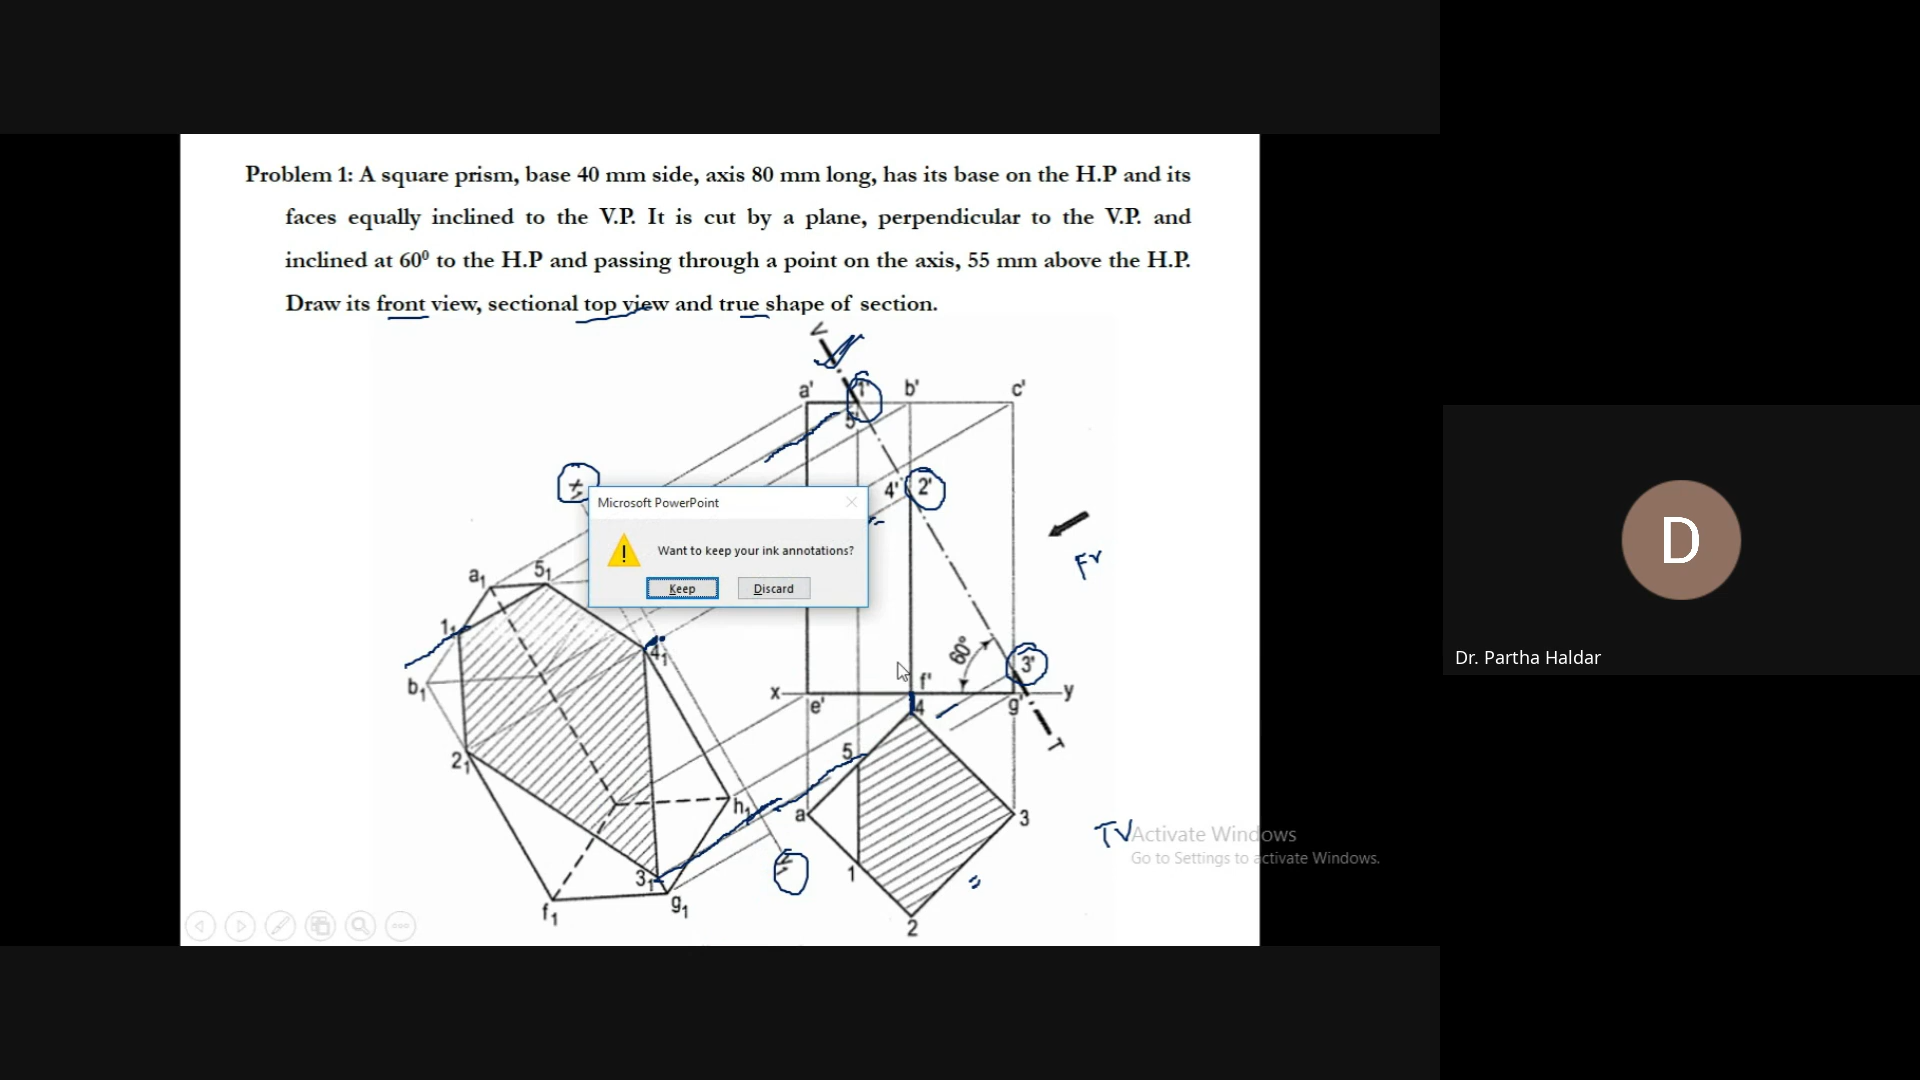 Problem 1: A square prism, base 40 mm side, axis 80 mm long, has its base on the H.P and its
faces equally inclined to the V.P. It is cut by a plane, perpendicular to the V.P. and
inclined at 60⁰ to the H.P and passing through a point on the axis, 55 mm above the H.P.
Draw its front view, sectional top view and true shape of section.
V
a' 1' b' c'
5'
4' 2'
Microsoft PowerPoint
Want to keep your ink annotations?
Keep Discard
FV
a₁ 5₁
1₁
4₁
60° 3'
b₁
x f' y
e' 4 g'
T
2₁ 5
h₁ a 3
TV
Activate Windows
Go to Settings to activate Windows.
3₁ 1
f₁ g₁
2
D
Dr. Partha Haldar